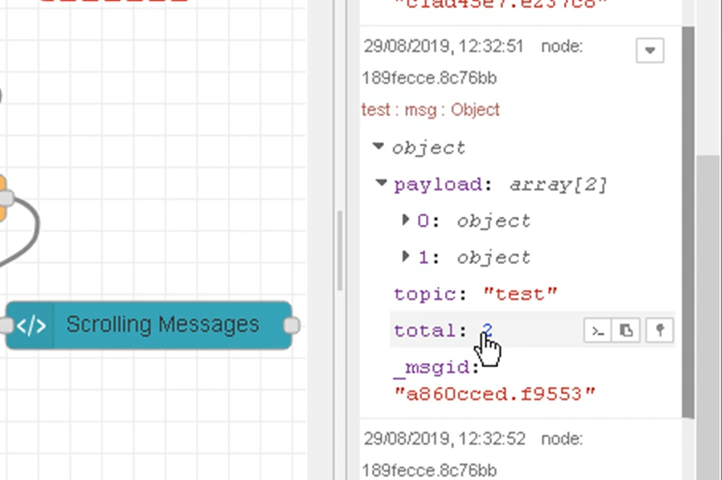 "c1ad45e7.e237c8"
29/08/2019, 12:32:51 node:
189fecce.8c76bb
test : msg : Object
object
payload: array[2]
0: object
1: object
</> Scrolling Messages
topic: "test"
total: 2
_msgid:
"a860cced.f9553"
29/08/2019, 12:32:52 node:
189fecce.8c76bb